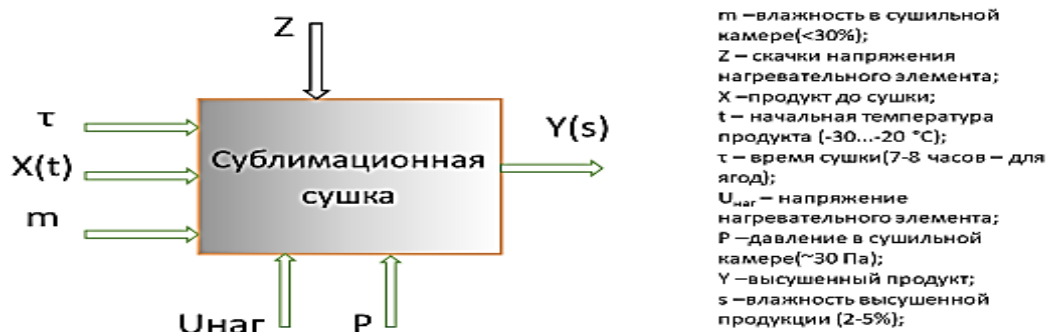 Z
τ
X(t)
m
Сублимационная
сушка
Y(s)
Uнаг
P
m –влажность в сушильной
камере(<30%);
Z – скачки напряжения
нагревательного элемента;
X –продукт до сушки;
t – начальная температура
продукта (-30...-20 °C);
τ – время сушки(7-8 часов – для
ягод);
Uнаг – напряжение
нагревательного элемента;
P –давление в сушильной
камере(~30 Па);
Y –высушенный продукт;
s –влажность высушенной
продукции (2-5%);